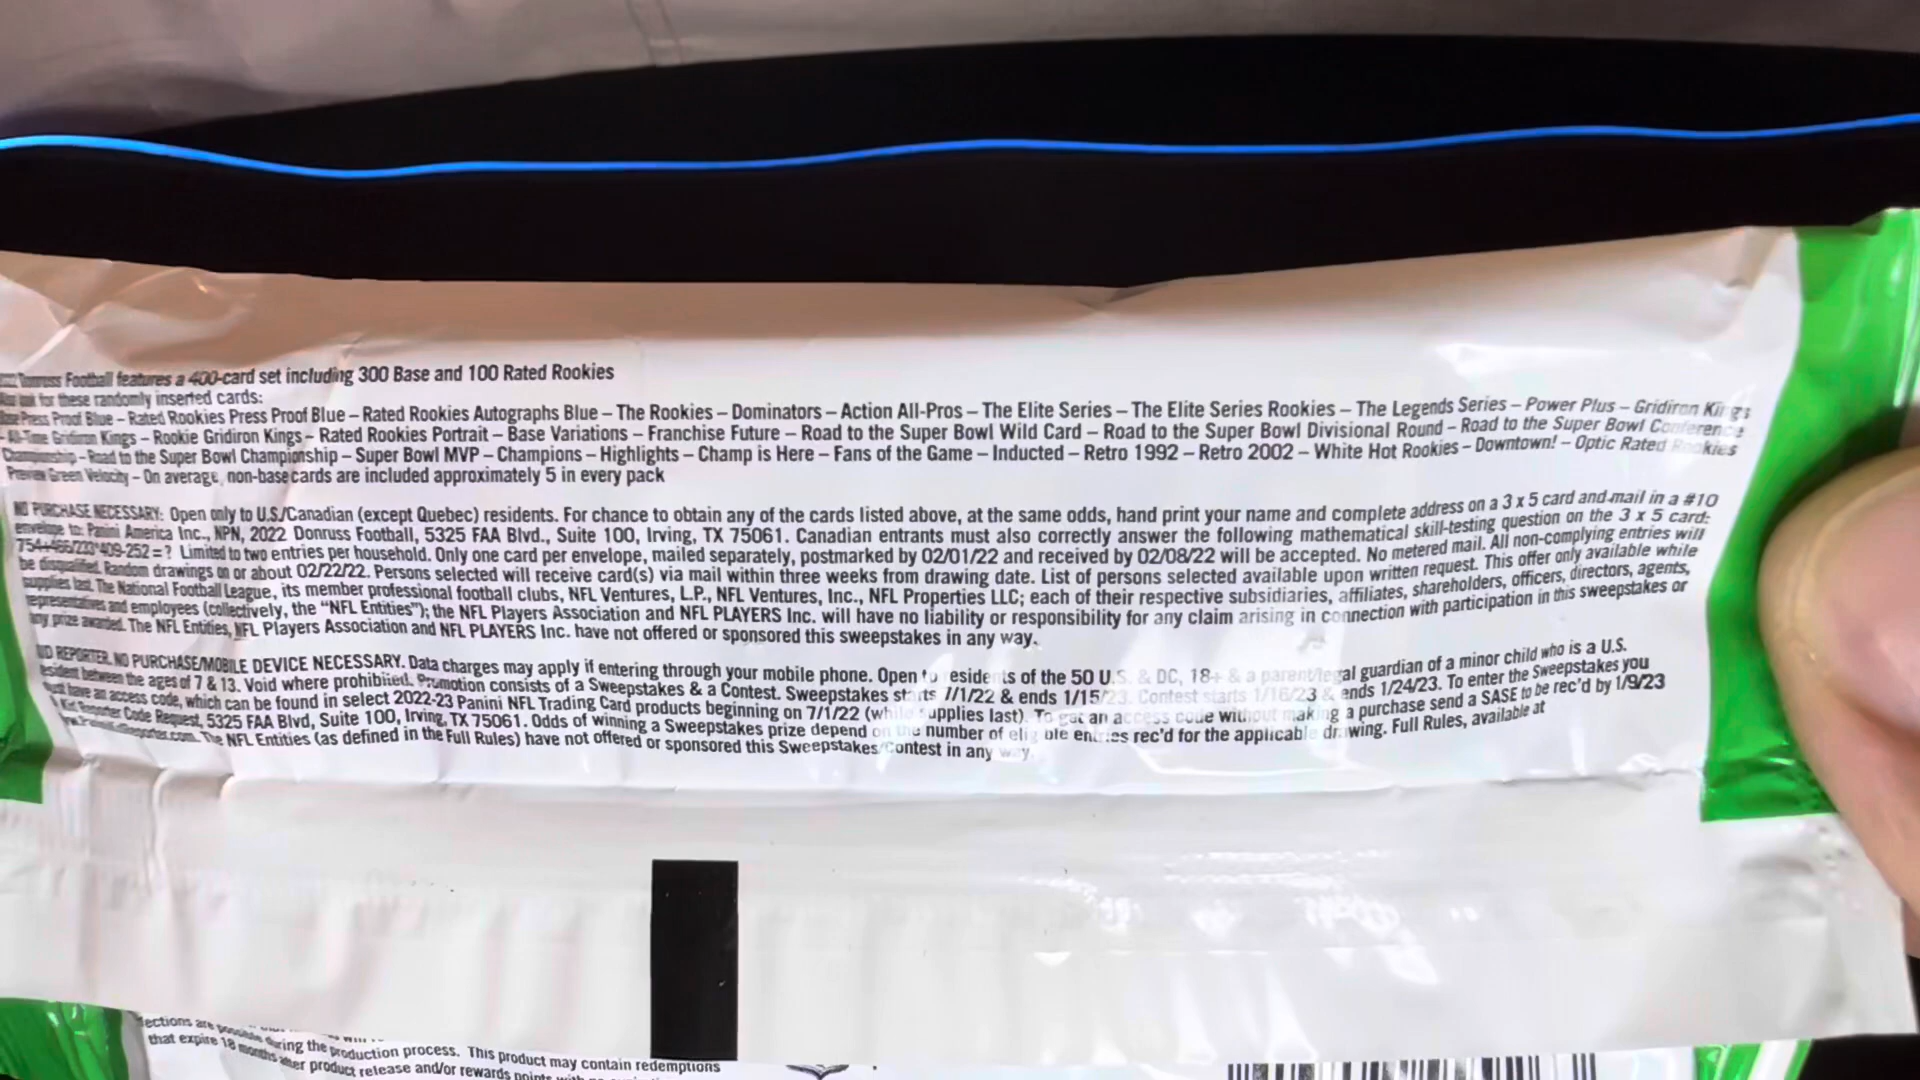 Donruss Football features a 400-card set including 300 Base and 100 Rated Rookies
look for these randomly inserted cards:
Press Proof Blue – Rated Rookies Press Proof Blue – Rated Rookies Autographs Blue – The Rookies – Dominators – Action All-Pros – The Elite Series – The Elite Series Rookies – The Legends Series – Power Plus – Gridiron Kings
– All-Time Gridiron Kings – Rookie Gridiron Kings – Rated Rookies Portrait – Base Variations – Franchise Future – Road to the Super Bowl Wild Card – Road to the Super Bowl Divisional Round – Road to the Super Bowl Conference
Championship – Road to the Super Bowl Championship – Super Bowl MVP – Champions – Highlights – Champ is Here – Fans of the Game – Inducted – Retro 1992 – Retro 2002 – White Hot Rookies – Downtown! – Optic Rated Rookies
Preview Green Velocity – On average, non-base cards are included approximately 5 in every pack
NO PURCHASE NECESSARY: Open only to U.S./Canadian (except Quebec) residents. For chance to obtain any of the cards listed above, at the same odds, hand print your name and complete address on a 3 x 5 card and mail in a #10
envelope to: Panini America Inc., NPN, 2022 Donruss Football, 5325 FAA Blvd., Suite 100, Irving, TX 75061. Canadian entrants must also correctly answer the following mathematical skill-testing question on the 3 x 5 card:
754+466/233*409-252 = ? Limited to two entries per household. Only one card per envelope, mailed separately, postmarked by 02/01/22 and received by 02/08/22 will be accepted. No metered mail. All non-complying entries will
be disqualified. Random drawings on or about 02/22/22. Persons selected will receive card(s) via mail within three weeks from drawing date. List of persons selected available upon written request. This offer only available while
supplies last. The National Football League, its member professional football clubs, NFL Ventures, L.P., NFL Ventures, Inc., NFL Properties LLC; each of their respective subsidiaries, affiliates, shareholders, officers, directors, agents,
representatives and employees (collectively, the “NFL Entities”); the NFL Players Association and NFL PLAYERS Inc. will have no liability or responsibility for any claim arising in connection with participation in this sweepstakes or
any prize awarded. The NFL Entities, NFL Players Association and NFL PLAYERS Inc. have not offered or sponsored this sweepstakes in any way.
REPORTER. NO PURCHASE/MOBILE DEVICE NECESSARY. Data charges may apply if entering through your mobile phone. Open to residents of the 50 U.S. & DC, 18+ & a parent/legal guardian of a minor child who is a U.S.
resident between the ages of 7 & 13. Void where prohibited. Promotion consists of a Sweepstakes & a Contest. Sweepstakes starts 7/1/22 & ends 1/15/23. Contest starts 1/16/23 & ends 1/24/23. To enter the Sweepstakes you
must have an access code, which can be found in select 2022-23 Panini NFL Trading Card products beginning on 7/1/22 (while supplies last). To get an access code without making a purchase send a SASE to be rec'd by 1/9/23
Kid Reporter Code Request, 5325 FAA Blvd, Suite 100, Irving, TX 75061. Odds of winning a Sweepstakes prize depend on the number of eligible entries rec'd for the applicable drawing. Full Rules, available at
The NFL Entities (as defined in the Full Rules) have not offered or sponsored this Sweepstakes/Contest in any way.
are possible during the production process. This product may contain redemptions
that expire 18 months after product release and/or rewards points